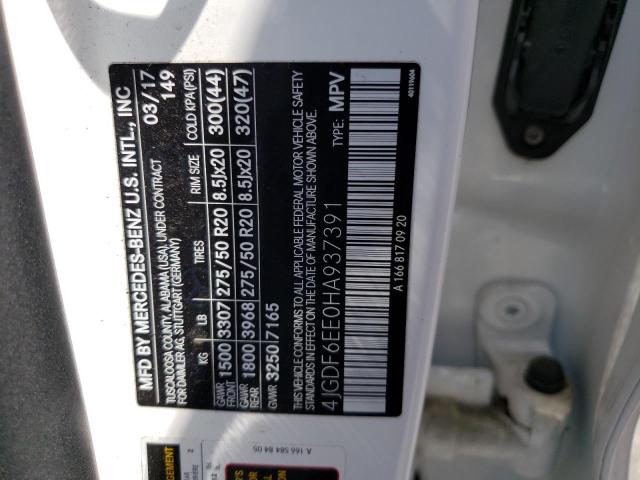 MFD BY MERCEDES-BENZ U.S. INTL., INC
TUSCALOOSA COUNTY, ALABAMA (USA) UNDER CONTRACT
FOR DAIMLER AG, STUTTGART (GERMANY)
03/17
149
KG LB TIRES RIM SIZE COLD KPA(PSI)
GAWR FRONT 1500 3307 275/50 R20 8.5Jx20 300(44)
GAWR REAR 1800 3968 275/50 R20 8.5Jx20 320(47)
GVWR 3250 7165
THIS VEHICLE CONFORMS TO ALL APPLICABLE FEDERAL MOTOR VEHICLE SAFETY
STANDARDS IN EFFECT ON THE DATE OF MANUFACTURE SHOWN ABOVE.
4JGDF6EE0HA937391 TYPE: MPV
A 166 817 09 20
40119604
A 166 584 84 05